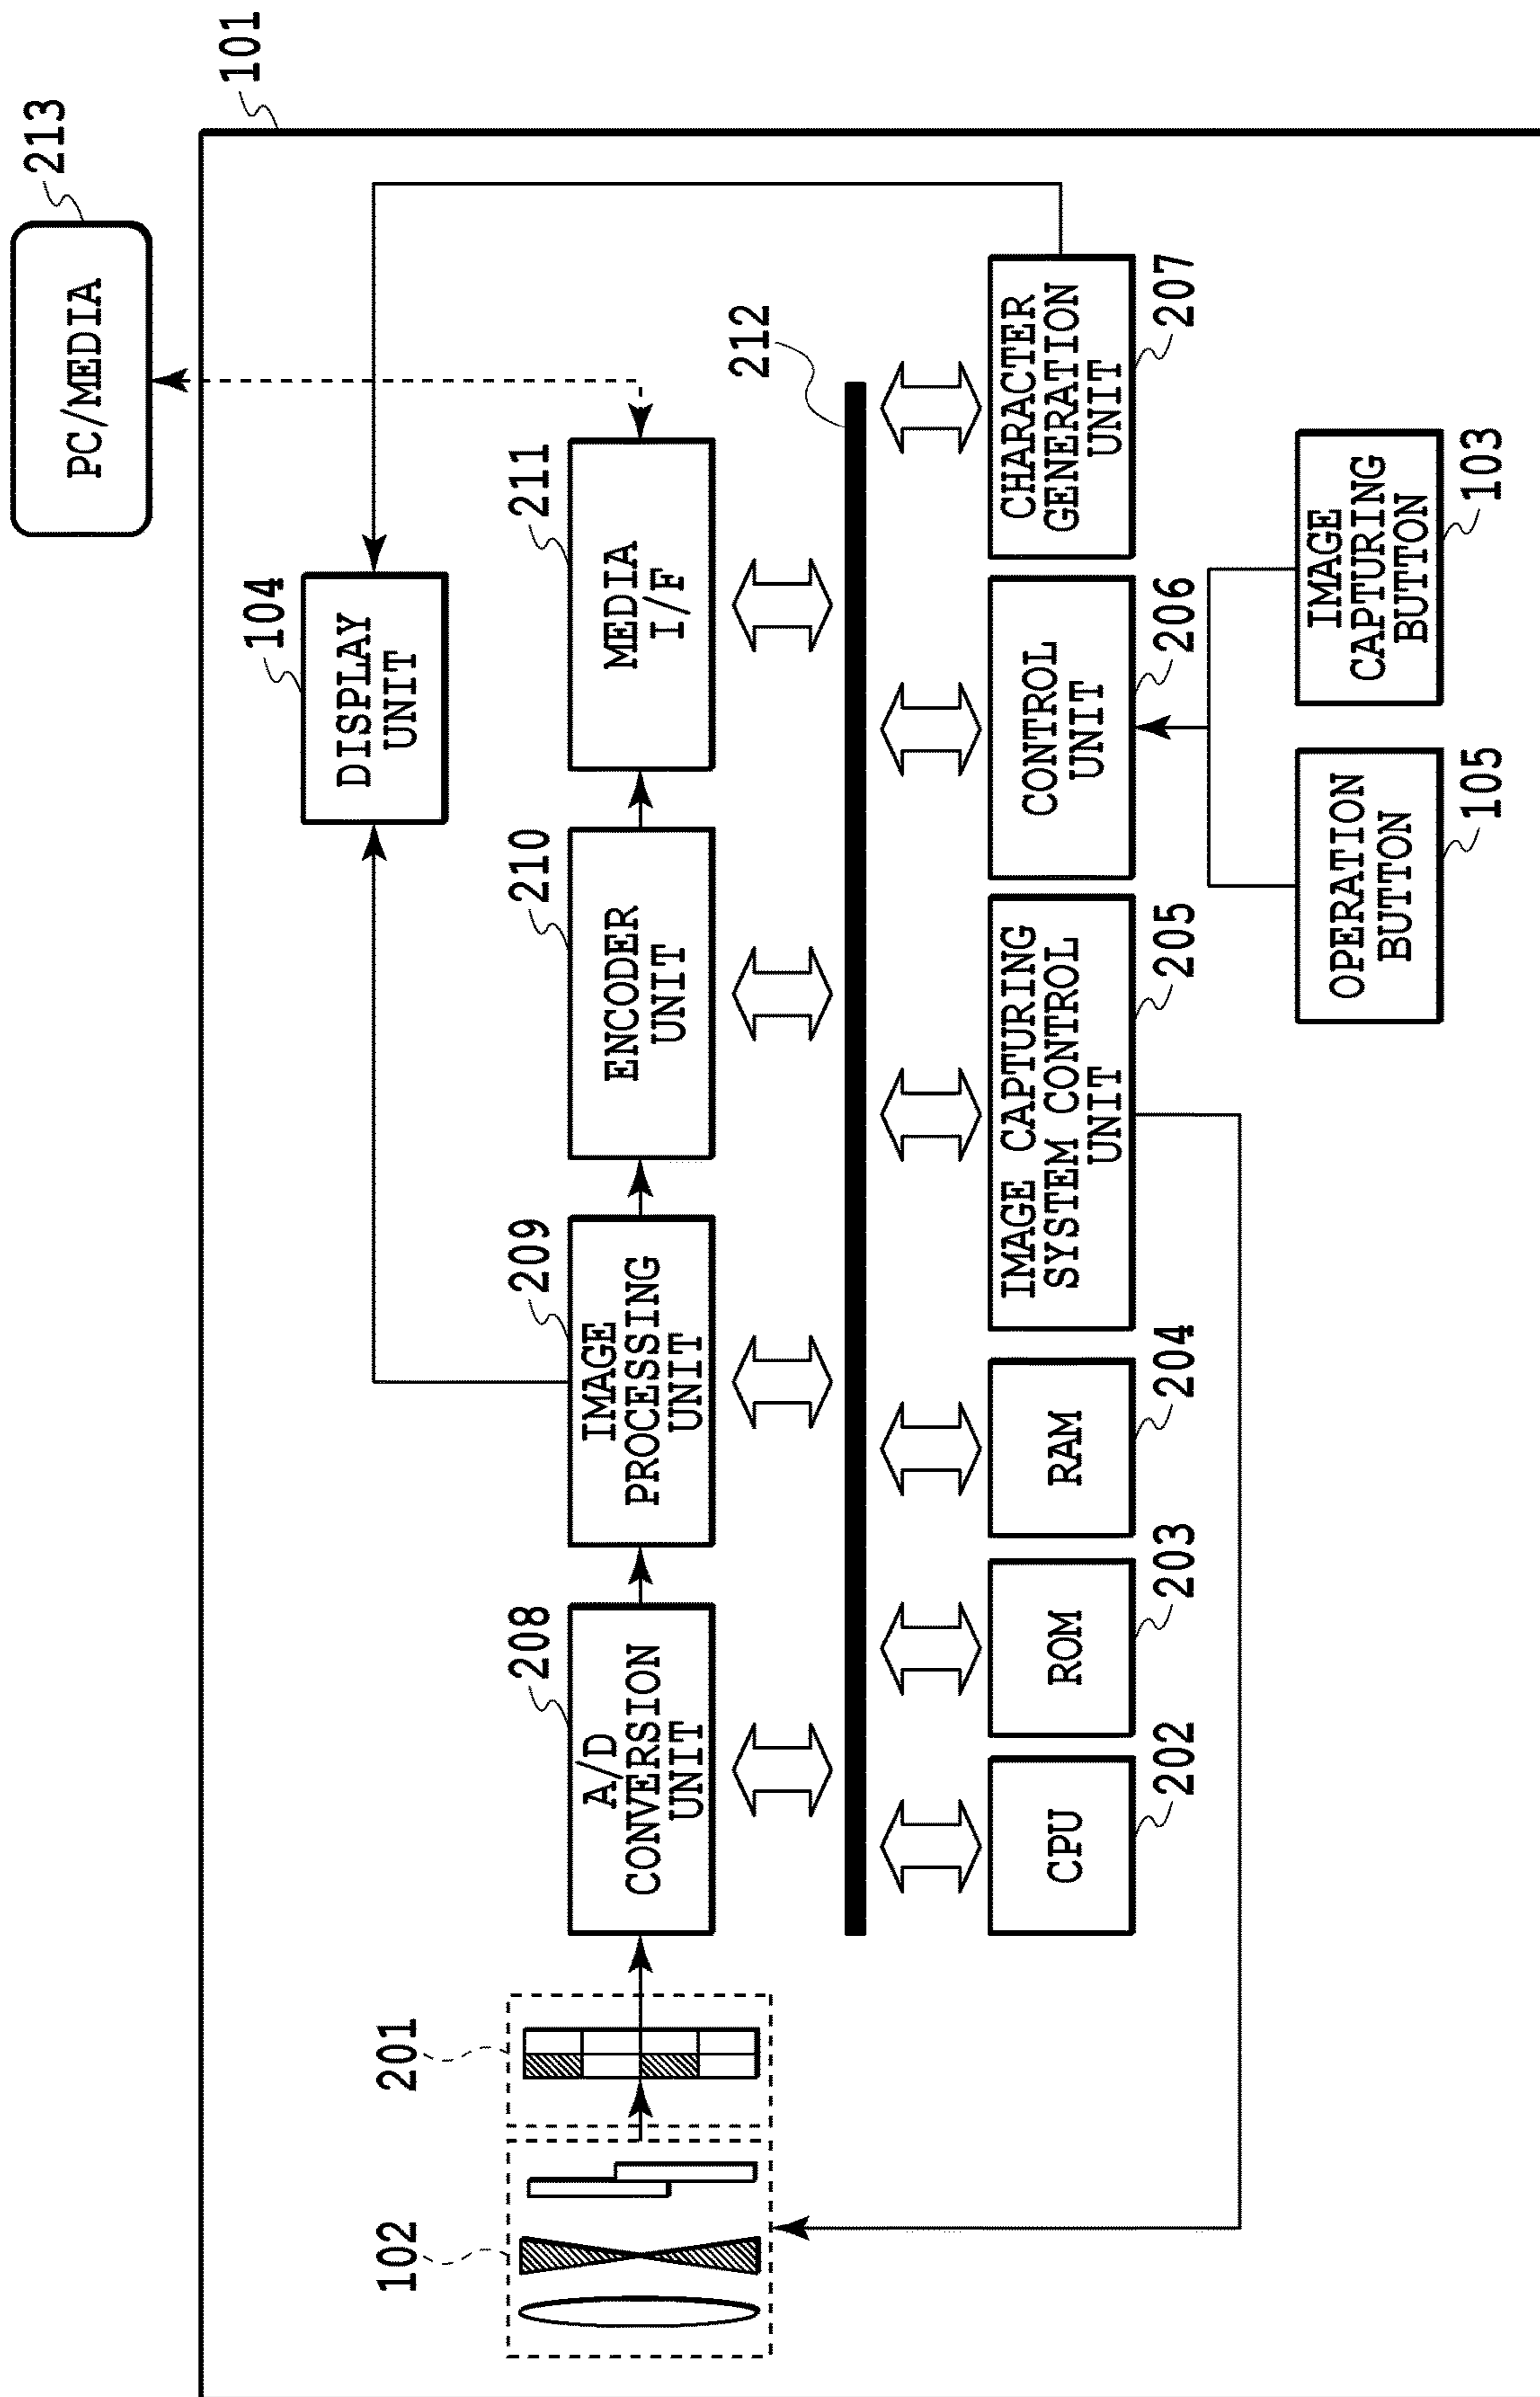 213
PC/MEDIA
101
104
DISPLAY
UNIT
208
A/D
CONVERSION
UNIT
209
IMAGE
PROCESSING
UNIT
210
ENCODER
UNIT
211
MEDIA
I/F
102
201
212
CPU
202
ROM
203
RAM
204
IMAGE CAPTURING
SYSTEM CONTROL
UNIT
205
CONTROL
UNIT
206
CHARACTER
GENERATION
UNIT
207
OPERATION
BUTTON
105
IMAGE
CAPTURING
BUTTON
103